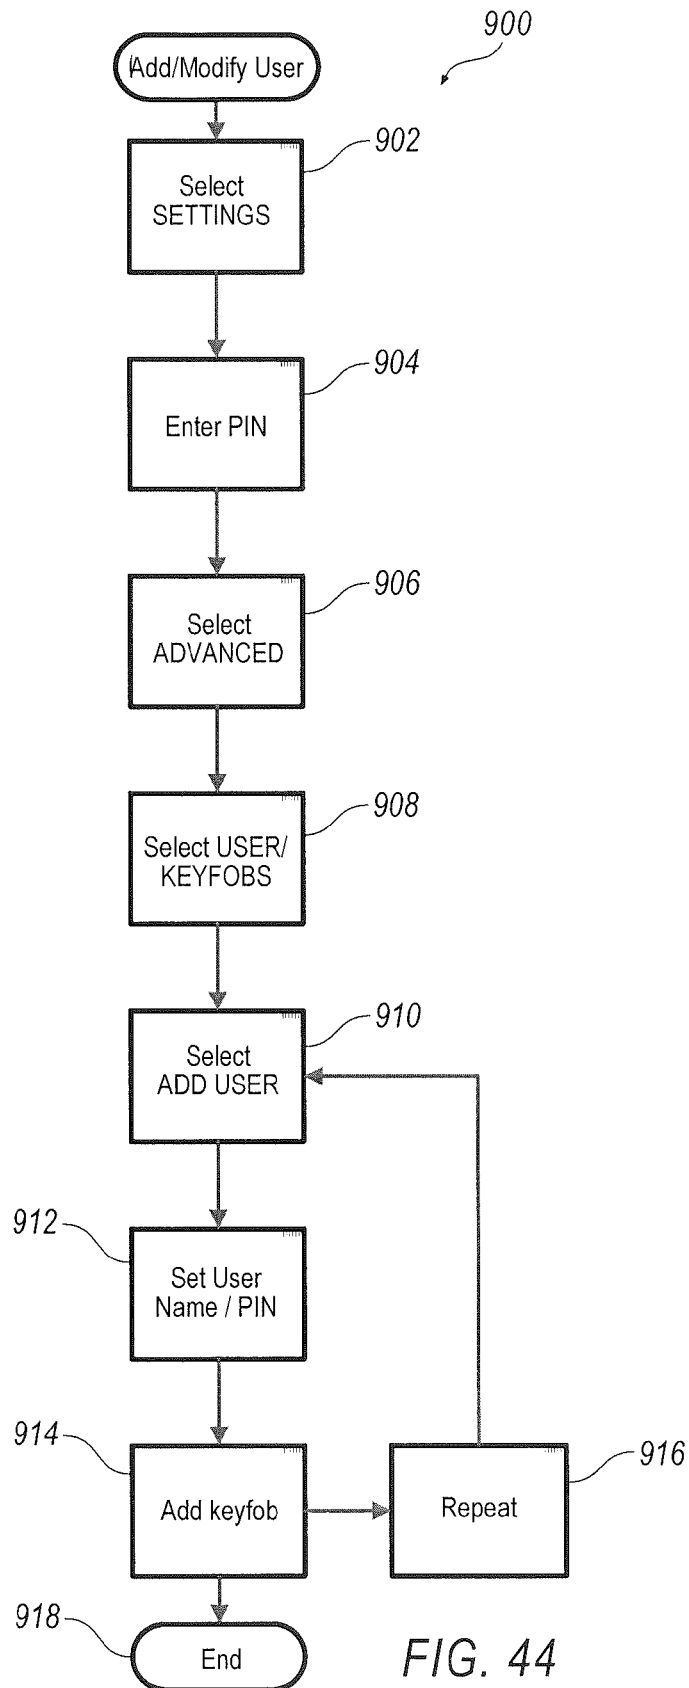 900
Add/Modify User
902
Select
SETTINGS
904
Enter PIN
906
Select
ADVANCED
908
Select USER/
KEYFOBS
910
Select
ADD USER
912
Set User
Name / PIN
914
Add keyfob
916
Repeat
918
End
FIG. 44